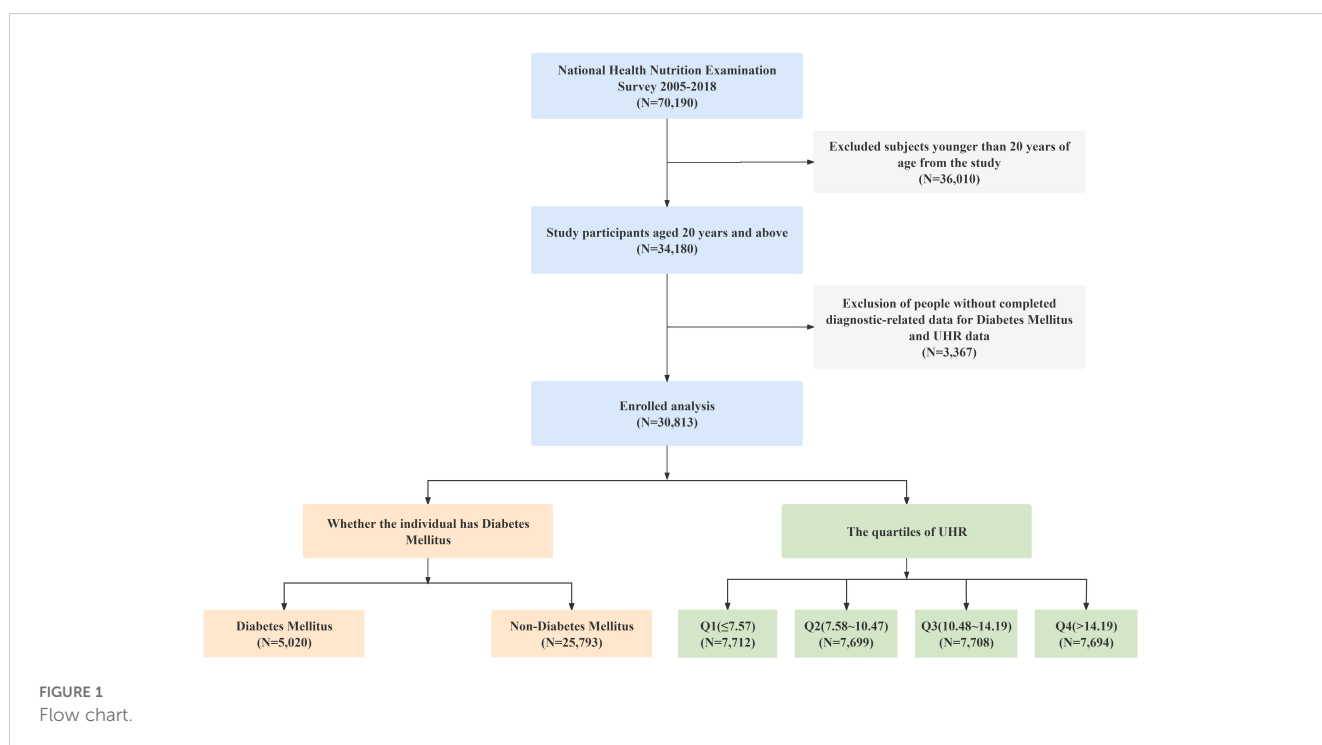 National Health Nutrition Examination
Survey 2005-2018
(N=70,190)
Excluded subjects younger than 20 years of
age from the study
(N=36,010)
Study participants aged 20 years and above
(N=34,180)
Exclusion of people without completed
diagnostic-related data for Diabetes Mellitus
and UHR data
(N=3,367)
Enrolled analysis
(N=30,813)
Whether the individual has Diabetes
Mellitus
The quartiles of UHR
Diabetes Mellitus
(N=5,020)
Non-Diabetes Mellitus
(N=25,793)
Q1(≤7.57)
(N=7,712)
Q2(7.58~10.47)
(N=7,699)
Q3(10.48~14.19)
(N=7,708)
Q4(>14.19)
(N=7,694)
FIGURE 1
Flow chart.